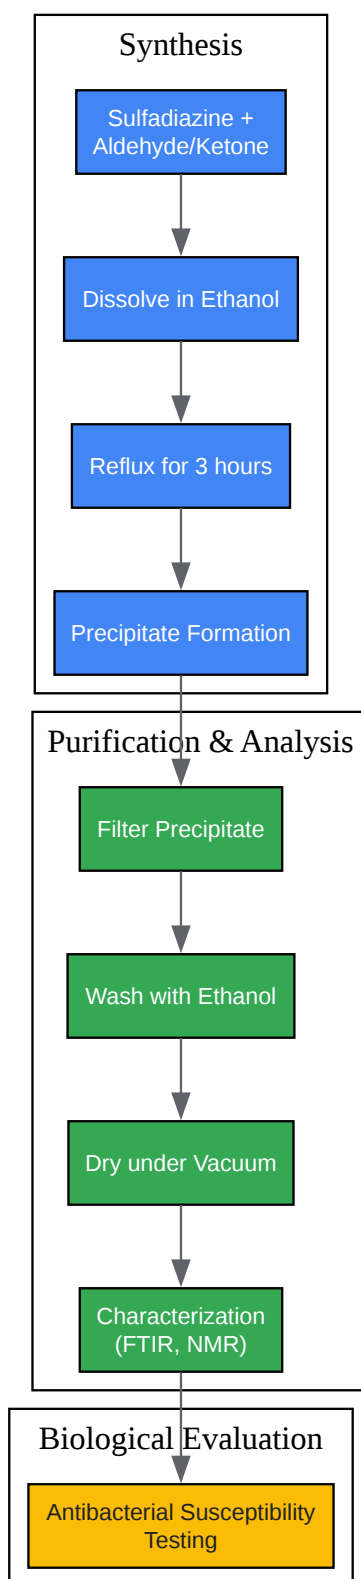 Synthesis
Sulfadiazine +
Aldehyde/Ketone
Dissolve in Ethanol
Reflux for 3 hours
Precipitate Formation
Purification & Analysis
Filter Precipitate
Wash with Ethanol
Dry under Vacuum
Characterization
(FTIR, NMR)
Biological Evaluation
Antibacterial Susceptibility
Testing